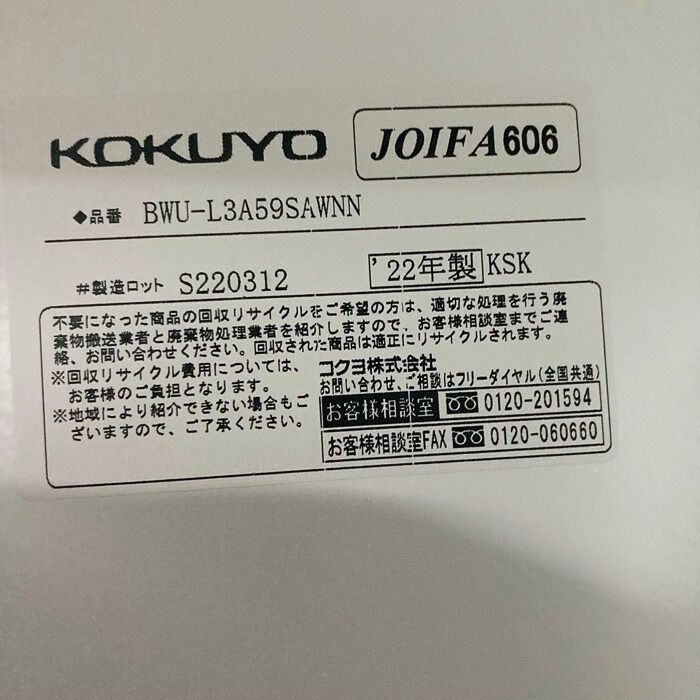 KOKUYO JOIFA606
◆品番 BWU-L3A59SAWNN
#製造ロット S220312 '22年製 KSK
不要になった商品の回収リサイクルをご希望の方は、適切な処理を行う廃
棄物搬送業者と廃棄物処理業者を紹介しますので、お客様相談室までご連
絡、お問い合わせください。回収された商品は適正にリサイクルされます。
※回収リサイクル費用については、
お客様のご負担となります。
※地域により紹介できない場合もご
ざいますので、ご了承ください。
コクヨ株式会社
お問い合わせ、ご相談はフリーダイヤル(全国共通)
お客様相談室 0120-201594
お客様相談室FAX 0120-060660